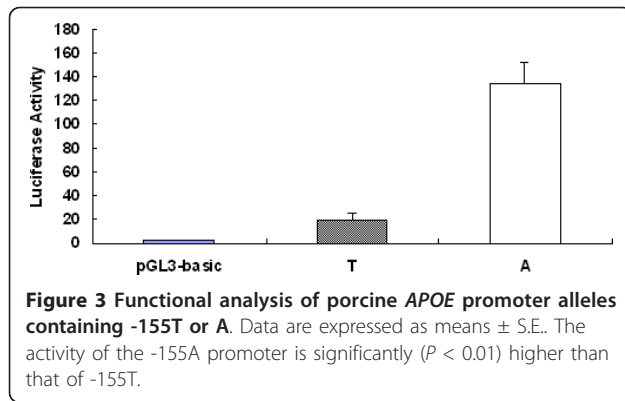 180
160
140
120
100
80
60
40
20
0
Luciferase Activity
pGL3-basic T A
Figure 3 Functional analysis of porcine APOE promoter alleles
containing -155T or A. Data are expressed as means ± S.E.. The
activity of the -155A promoter is significantly (P < 0.01) higher than
that of -155T.